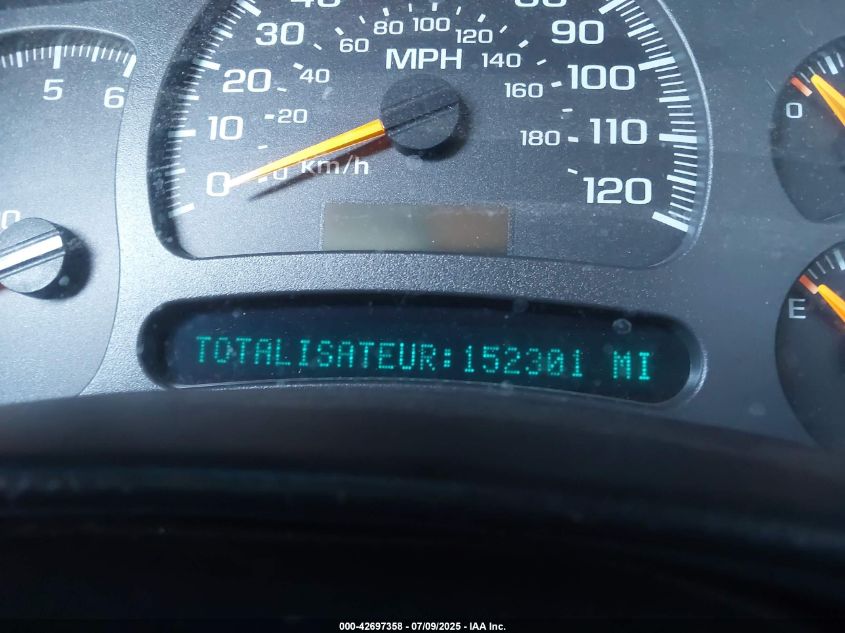 30 60 80 100 120 90
MPH 140
5 6 20 40 160 100
0
10 20 180 110
0 0 km/h 120
E
TOTALISATEUR:152301 MI
000-42697358 - 07/09/2025 - IAA Inc.